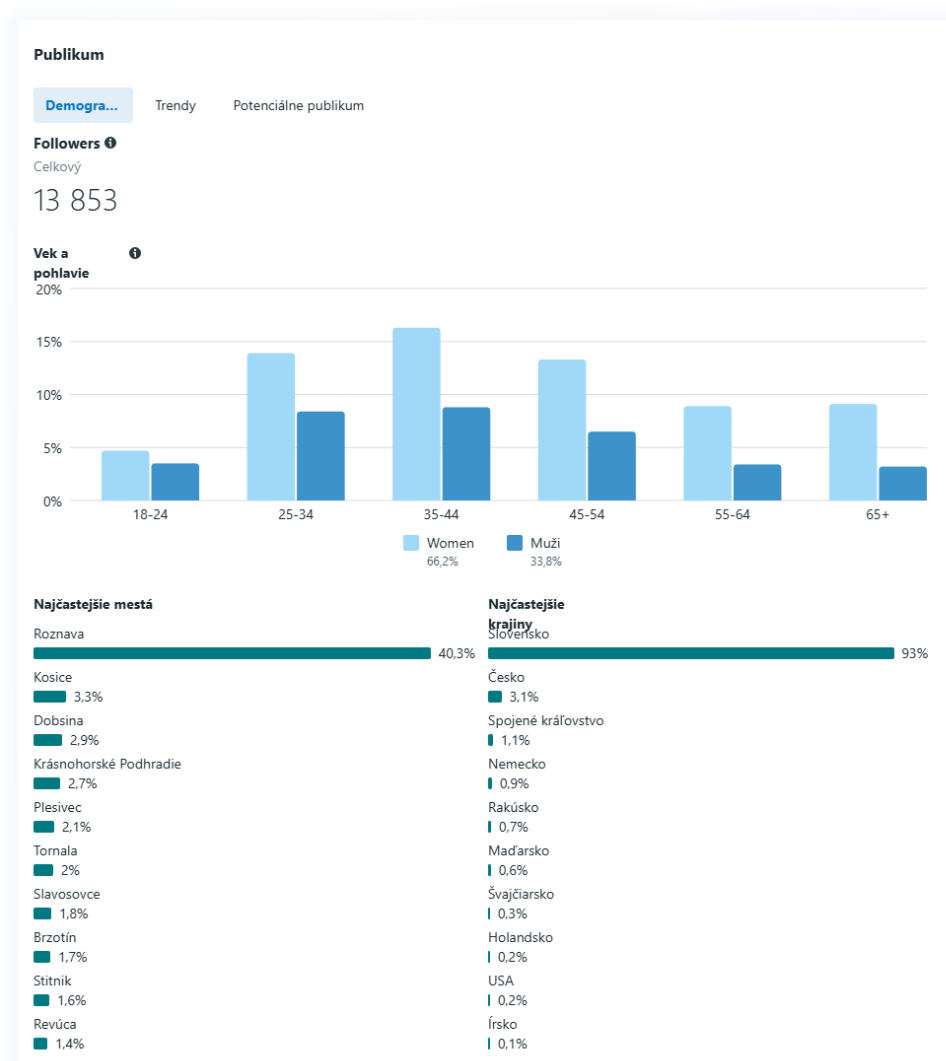 Publikum
Demogra...
Trendy
Potenciálne publikum
Followers
Celkový
13 853
Vek a
pohlavie
20%
15%
10%
5%
0%
18-24
25-34
35-44
45-54
55-64
65+
Women
66,2%
Muži
33,8%
Najčastejšie mestá
Roznava
40,3%
Kosice
3,3%
Dobsina
2,9%
Krásnohorské Podhradie
2,7%
Plesivec
2,1%
Tornala
2%
Slavosovce
1,8%
Brzotín
1,7%
Stitnik
1,6%
Revúca
1,4%
Najčastejšie
krajiny
Slovensko
93%
Česko
3,1%
Spojené kráľovstvo
1,1%
Nemecko
0,9%
Rakúsko
0,7%
Maďarsko
0,6%
Švajčiarsko
0,3%
Holandsko
0,2%
USA
0,2%
Írsko
0,1%